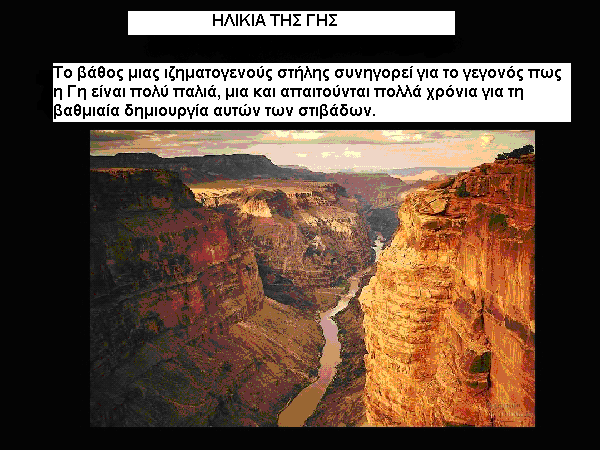 ΗΛΙΚΙΑ ΤΗΣ ΓΗΣ
Το βάθος μιας ιζηματογενούς στήλης συνηγορεί για το γεγονός πως
η Γη είναι πολύ παλιά, μια και απαιτούνται πολλά χρόνια για τη
βαθμιαία δημιουργία αυτών των στιβάδων.